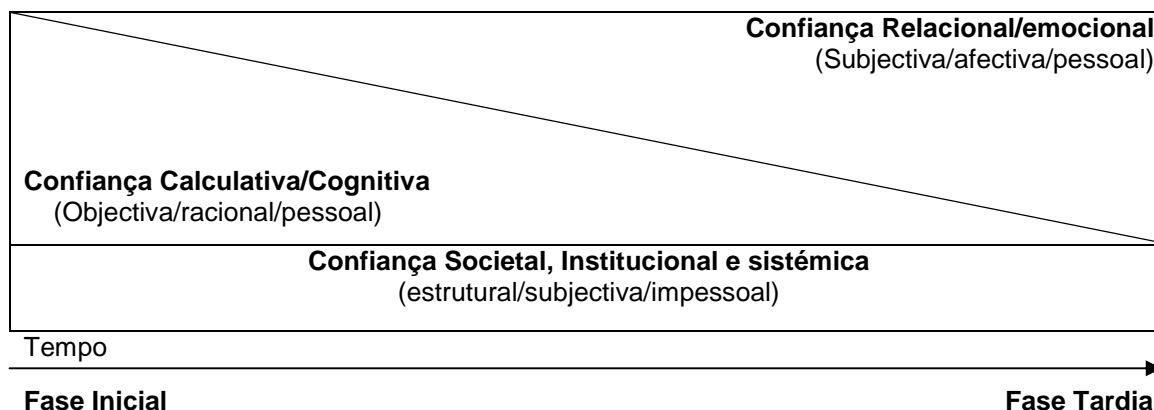 Confiança Relacional/emocional
(Subjectiva/afectiva/pessoal)
Confiança Calculativa/Cognitiva
(Objectiva/racional/pessoal)
Confiança Societal, Institucional e sistémica
(estrutural/subjectiva/impessoal)
Tempo
Fase Inicial
Fase Tardia